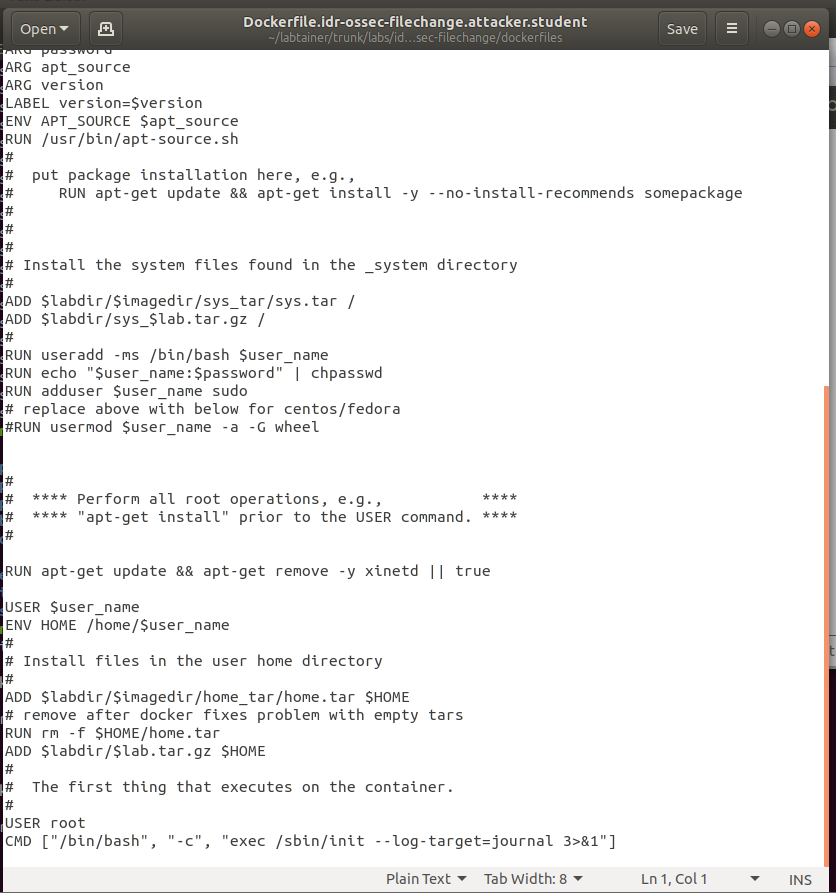 Open
Dockerfile.idr-ossec-filechange.attacker.student
~/labtainer/trunk/labs/id...sec-filechange/dockerfiles
Save
ARG password
ARG apt_source
ARG version
LABEL version=$version
ENV APT_SOURCE $apt_source
RUN /usr/bin/apt-source.sh
#
#  put package installation here, e.g.,
#     RUN apt-get update && apt-get install -y --no-install-recommends somepackage
#
#
#
# Install the system files found in the _system directory
#
ADD $labdir/$imagedir/sys_tar/sys.tar /
ADD $labdir/sys_$lab.tar.gz /
#
RUN useradd -ms /bin/bash $user_name
RUN echo "$user_name:$password" | chpasswd
RUN adduser $user_name sudo
# replace above with below for centos/fedora
#RUN usermod $user_name -a -G wheel
#
#  **** Perform all root operations, e.g.,           ****
#  **** "apt-get install" prior to the USER command. ****
#
RUN apt-get update && apt-get remove -y xinetd || true
USER $user_name
ENV HOME /home/$user_name
#
# Install files in the user home directory
#
ADD $labdir/$imagedir/home_tar/home.tar $HOME
# remove after docker fixes problem with empty tars
RUN rm -f $HOME/home.tar
ADD $labdir/$lab.tar.gz $HOME
#
#  The first thing that executes on the container.
#
USER root
CMD ["/bin/bash", "-c", "exec /sbin/init --log-target=journal 3>&1"]
Plain Text
Tab Width: 8
Ln 1, Col 1
INS